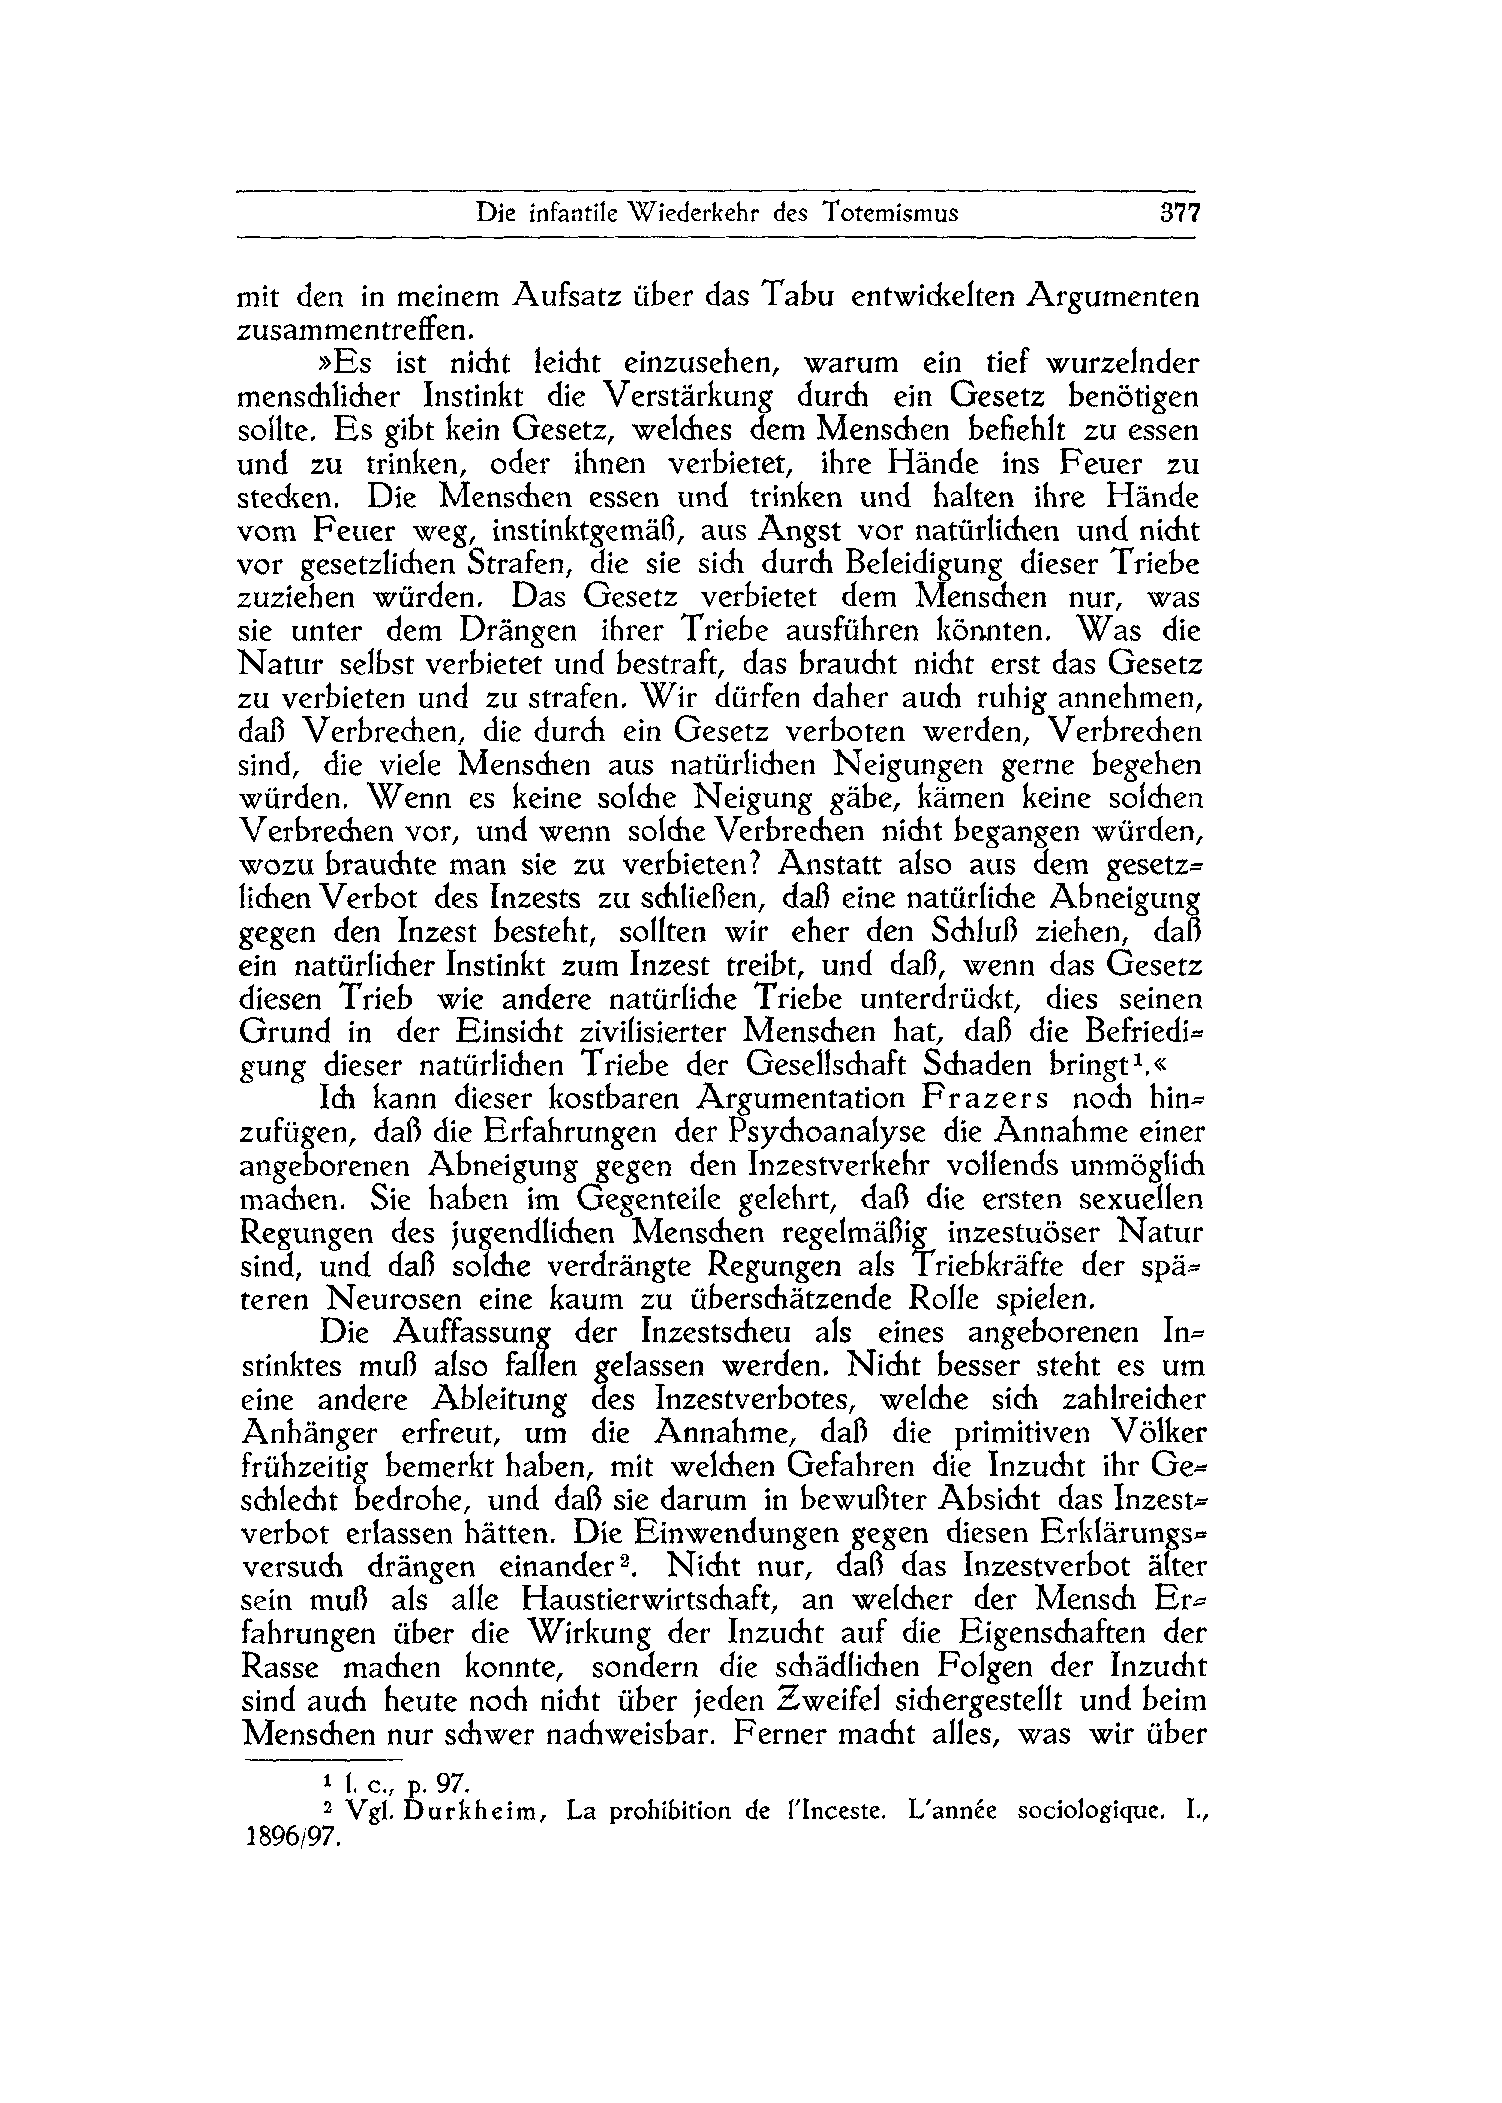 Die infantile Wiederkehr des Totemismus 377
mit den in meinem Aufsatz über das Tabu entwickelten Argumenten
zusammentreffen.
»Es ist nicht leicht einzusehen, warum ein tief wurzelnder
menschlicher Instinkt die Verstärkung durch ein Gesetz benötigen
sollte. Es gibt kein Gesetz, welches dem Menschen befiehlt zu essen
und zu trinken, oder ihnen verbietet, ihre Hände ins Feuer zu
stecken. Die Menschen essen und trinken und halten ihre Hände
vom Feuer weg, instinktgemäß, aus Angst vor natürlichen und nicht
vor gesetzlichen Strafen, die sie sich durch Beleidigung dieser Triebe
zuziehen würden. Das Gesetz verbietet dem Menschen nur, was
sie unter dem Drängen ihrer Triebe ausführen könnten. Was die
Natur selbst verbietet und bestraft, das braucht nicht erst das Gesetz
zu verbieten und zu strafen. Wir dürfen daher auch ruhig annehmen,
daß Verbrechen, die durch ein Gesetz verboten werden, Verbrechen
sind, die viele Menschen aus natürlichen Neigungen gerne begehen
würden. Wenn es keine solche Neigung gäbe, kämen keine solchen
Verbrechen vor, und wenn solche Verbrechen nicht begangen würden,
wozu brauchte man sie zu verbieten? Anstatt also aus dem gesetz-
lichen Verbot des Inzests zu schließen, daß eine natürliche Abneigung
gegen den Inzest besteht, sollten wir eher den Schluß ziehen, daß
ein natürlicher Instinkt zum Inzest treibt, und daß, wenn das Gesetz
diesen Trieb wie andere natürliche Triebe unterdrückt, dies seinen
Grund in der Einsicht zivilisierter Menschen hat, daß die Befriedi-
gung dieser natürlichen Triebe der Gesellschaft Schaden bringt¹.«
Ich kann dieser kostbaren Argumentation Frazers noch hin-
zufügen, daß die Erfahrungen der Psychoanalyse die Annahme einer
angeborenen Abneigung gegen den Inzestverkehr vollends unmöglich
machen. Sie haben im Gegenteile gelehrt, daß die ersten sexuellen
Regungen des jugendlichen Menschen regelmäßig inzestuöser Natur
sind, und daß solche verdrängte Regungen als Triebkräfte der spä-
teren Neurosen eine kaum zu überschätzende Rolle spielen.
Die Auffassung der Inzestscheu als eines angeborenen In-
stinktes muß also fallen gelassen werden. Nicht besser steht es um
eine andere Ableitung des Inzestverbotes, welche sich zahlreicher
Anhänger erfreut, um die Annahme, daß die primitiven Völker
frühzeitig bemerkt haben, mit welchen Gefahren die Inzucht ihr Ge-
schlecht bedrohe, und daß sie darum in bewußter Absicht das Inzest-
verbot erlassen hätten. Die Einwendungen gegen diesen Erklärungs-
versuch drängen einander². Nicht nur, daß das Inzestverbot älter
sein muß als alle Haustierwirtschaft, an welcher der Mensch Er-
fahrungen über die Wirkung der Inzucht auf die Eigenschaften der
Rasse machen konnte, sondern die schädlichen Folgen der Inzucht
sind auch heute noch nicht über jeden Zweifel sichergestellt und beim
Menschen nur schwer nachweisbar. Ferner macht alles, was wir über
¹ l. c., p. 97.
² Vgl. Durkheim, La prohibition de l'Inceste. L'année sociologique. I.,
1896/97.